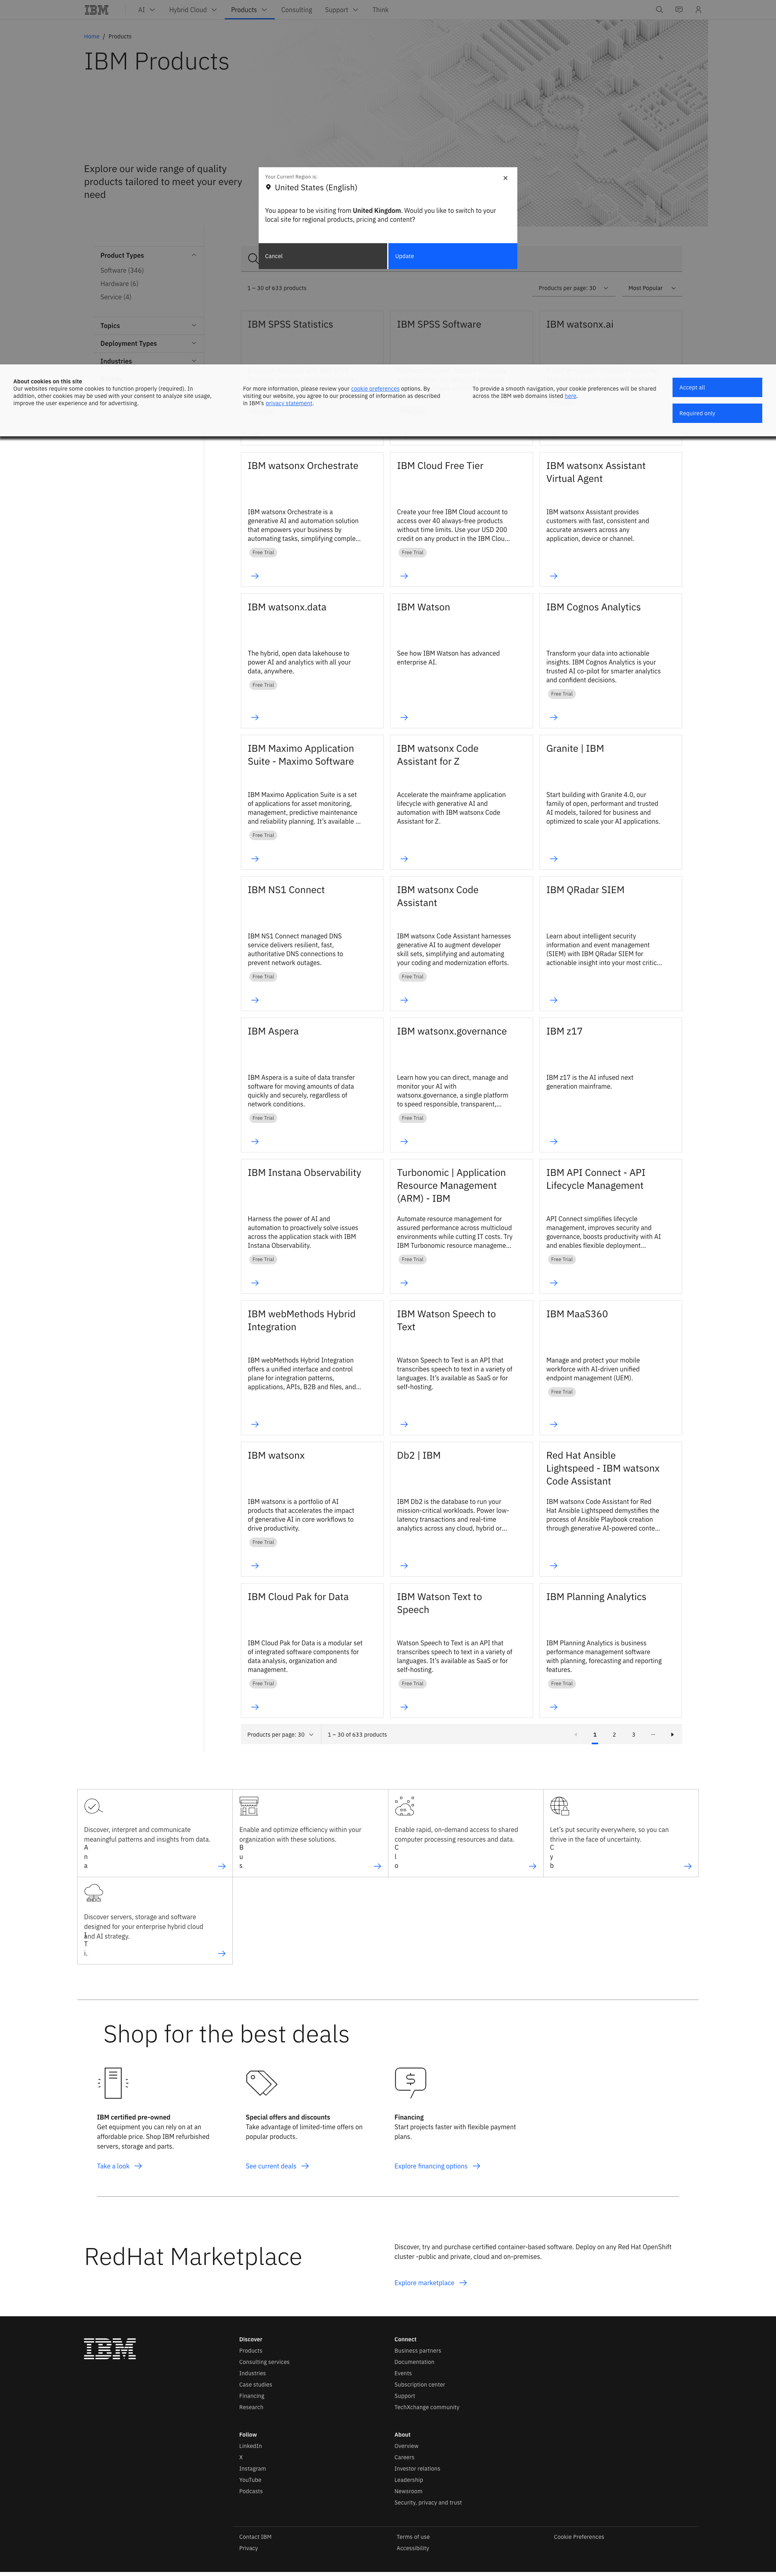 IBM
AI
Hybrid Cloud
Products
Consulting
Support
Think
Home / Products
IBM Products
Explore our wide range of quality
products tailored to meet your every
need
Your Current Region is:
United States (English)
You appear to be visiting from United Kingdom. Would you like to switch to your
local site for regional products, pricing and content?
Cancel
Update
Product Types
Software (346)
Hardware (6)
Service (4)
Topics
Deployment Types
Industries
1 – 30 of 633 products
Products per page: 30
Most Popular
IBM SPSS Statistics
IBM SPSS Software
IBM watsonx.ai
About cookies on this site
Our websites require some cookies to function properly (required). In
addition, other cookies may be used with your consent to analyze site usage,
improve the user experience and for advertising.
For more information, please review your cookie preferences options. By
visiting our website, you agree to our processing of information as described
in IBM's privacy statement.
To provide a smooth navigation, your cookie preferences will be shared
across the IBM web domains listed here.
Accept all
Required only
IBM watsonx Orchestrate
IBM watsonx Orchestrate is a
generative AI and automation solution
that empowers your business by
automating tasks, simplifying comple...
Free Trial
IBM Cloud Free Tier
Create your free IBM Cloud account to
access over 40 always-free products
without time limits. Use your USD 200
credit on any product in the IBM Clou...
Free Trial
IBM watsonx Assistant
Virtual Agent
IBM watsonx Assistant provides
customers with fast, consistent and
accurate answers across any
application, device or channel.
IBM watsonx.data
The hybrid, open data lakehouse to
power AI and analytics with all your
data, anywhere.
Free Trial
IBM Watson
See how IBM Watson has advanced
enterprise AI.
IBM Cognos Analytics
Transform your data into actionable
insights. IBM Cognos Analytics is your
trusted AI co-pilot for smarter analytics
and confident decisions.
Free Trial
IBM Maximo Application
Suite - Maximo Software
IBM Maximo Application Suite is a set
of applications for asset monitoring,
management, predictive maintenance
and reliability planning. It's available ...
Free Trial
IBM watsonx Code
Assistant for Z
Accelerate the mainframe application
lifecycle with generative AI and
automation with IBM watsonx Code
Assistant for Z.
Granite | IBM
Start building with Granite 4.0, our
family of open, performant and trusted
AI models, tailored for business and
optimized to scale your AI applications.
IBM NS1 Connect
IBM NS1 Connect managed DNS
service delivers resilient, fast,
authoritative DNS connections to
prevent network outages.
Free Trial
IBM watsonx Code
Assistant
IBM watsonx Code Assistant harnesses
generative AI to augment developer
skill sets, simplifying and automating
your coding and modernization efforts.
Free Trial
IBM QRadar SIEM
Learn about intelligent security
information and event management
(SIEM) with IBM QRadar SIEM for
actionable insight into your most critic...
IBM Aspera
IBM Aspera is a suite of data transfer
software for moving amounts of data
quickly and securely, regardless of
network conditions.
Free Trial
IBM watsonx.governance
Learn how you can direct, manage and
monitor your AI with
watsonx.governance, a single platform
to speed responsible, transparent,...
Free Trial
IBM z17
IBM z17 is the AI infused next
generation mainframe.
IBM Instana Observability
Harness the power of AI and
automation to proactively solve issues
across the application stack with IBM
Instana Observability.
Free Trial
Turbonomic | Application
Resource Management
(ARM) - IBM
Automate resource management for
assured performance across multicloud
environments while cutting IT costs. Try
IBM Turbonomic resource manageme...
Free Trial
IBM API Connect - API
Lifecycle Management
API Connect simplifies lifecycle
management, improves security and
governance, boosts productivity with AI
and enables flexible deployment...
Free Trial
IBM webMethods Hybrid
Integration
IBM webMethods Hybrid Integration
offers a unified interface and control
plane for integration patterns,
applications, APIs, B2B and files, and...
IBM Watson Speech to
Text
Watson Speech to Text is an API that
transcribes speech to text in a variety of
languages. It's available as SaaS or for
self-hosting.
IBM MaaS360
Manage and protect your mobile
workforce with AI-driven unified
endpoint management (UEM).
Free Trial
IBM watsonx
IBM watsonx is a portfolio of AI
products that accelerates the impact
of generative AI in core workflows to
drive productivity.
Free Trial
Db2 | IBM
IBM Db2 is the database to run your
mission-critical workloads. Power low-
latency transactions and real-time
analytics across any cloud, hybrid or...
Red Hat Ansible
Lightspeed - IBM watsonx
Code Assistant
IBM watsonx Code Assistant for Red
Hat Ansible Lightspeed demystifies the
process of Ansible Playbook creation
through generative AI-powered conte...
IBM Cloud Pak for Data
IBM Cloud Pak for Data is a modular set
of integrated software components for
data analysis, organization and
management.
Free Trial
IBM Watson Text to
Speech
Watson Speech to Text is an API that
transcribes speech to text in a variety of
languages. It's available as SaaS or for
self-hosting.
Free Trial
IBM Planning Analytics
IBM Planning Analytics is business
performance management software
with planning, forecasting and reporting
features.
Free Trial
Products per page: 30
1 – 30 of 633 products
1
2
3
...
Discover, interpret and communicate
meaningful patterns and insights from data.
A
n
a
Enable and optimize efficiency within your
organization with these solutions.
B
u
s
Enable rapid, on-demand access to shared
computer processing resources and data.
C
l
o
Let's put security everywhere, so you can
thrive in the face of uncertainty.
C
y
b
Discover servers, storage and software
designed for your enterprise hybrid cloud
and AI strategy.
I
T
i.
Shop for the best deals
IBM certified pre-owned
Get equipment you can rely on at an
affordable price. Shop IBM refurbished
servers, storage and parts.
Take a look
Special offers and discounts
Take advantage of limited-time offers on
popular products.
See current deals
Financing
Start projects faster with flexible payment
plans.
Explore financing options
RedHat Marketplace
Discover, try and purchase certified container-based software. Deploy on any Red Hat OpenShift
cluster -public and private, cloud and on-premises.
Explore marketplace
IBM
Discover
Products
Consulting services
Industries
Case studies
Financing
Research
Connect
Business partners
Documentation
Events
Subscription center
Support
TechXchange community
Follow
LinkedIn
X
Instagram
YouTube
Podcasts
About
Overview
Careers
Investor relations
Leadership
Newsroom
Security, privacy and trust
Contact IBM
Privacy
Terms of use
Accessibility
Cookie Preferences